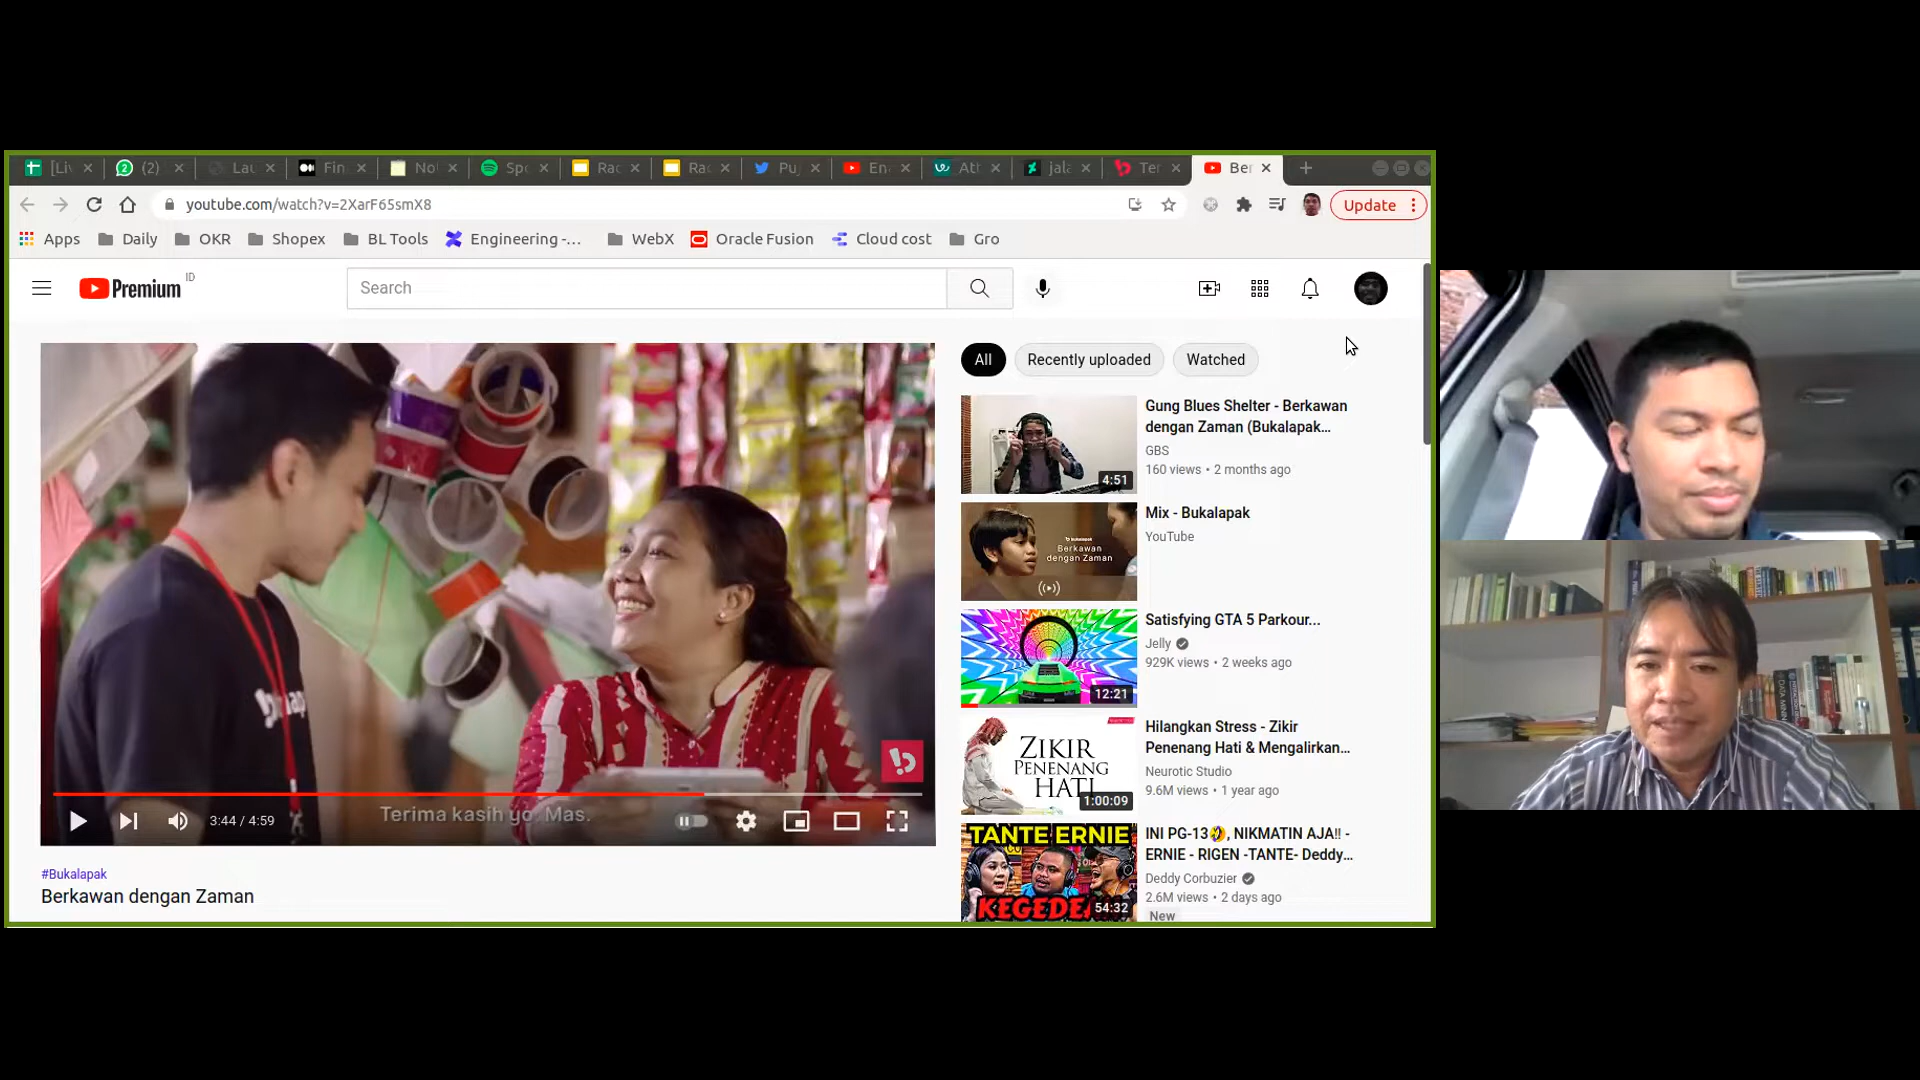 [Liv
(2)
Lau
Fin
No
Spo
Rac
Rac
Pu
En
Att
jala
Ter
Ber
youtube.com/watch?v=2XarF65smX8
Update
Apps
Daily
OKR
Shopex
BL Tools
Engineering -...
WebX
Oracle Fusion
Cloud cost
Gro
Premium
ID
Search
All
Recently uploaded
Watched
Gung Blues Shelter - Berkawan
dengan Zaman (Bukalapak...
GBS
160 views • 2 months ago
4:51
Mix - Bukalapak
YouTube
bukalapak
Berkawan
dengan Zaman
Satisfying GTA 5 Parkour...
Jelly
929K views • 2 weeks ago
12:21
Hilangkan Stress - Zikir
Penenang Hati & Mengalirkan...
Neurotic Studio
9.6M views • 1 year ago
ZIKIR
PENENANG
HATI
1:00:09
INI PG-13🤣, NIKMATIN AJA!! -
ERNIE - RIGEN -TANTE- Deddy...
Deddy Corbuzier
2.6M views • 2 days ago
New
TANTE ERNIE
KEGEDE
54:32
Terima kasih yo, Mas.
3:44 / 4:59
#Bukalapak
Berkawan dengan Zaman
DATA MINING